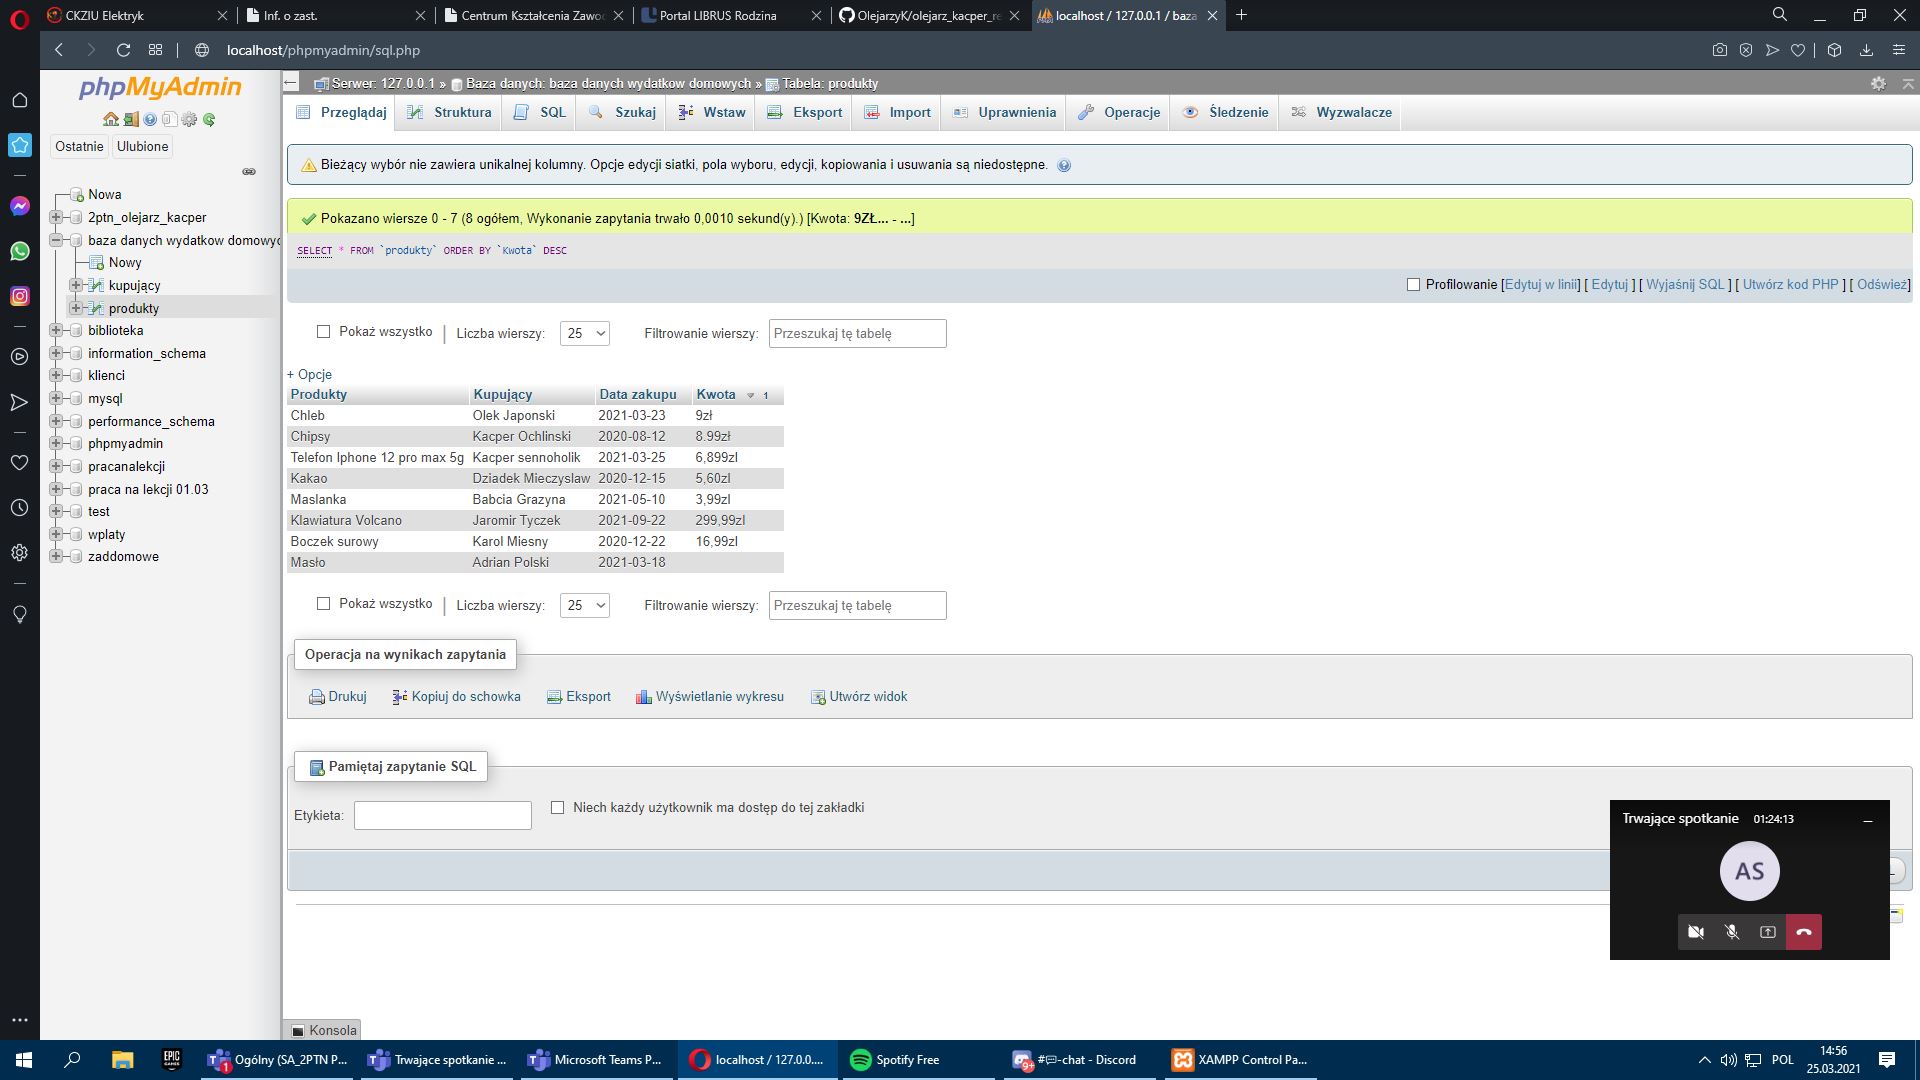 CKZiU Elektryk
Inf. o zast.
Centrum Kształcenia Zawo
Portal LIBRUS Rodzina
OlejarzyK/olejarz_kacper_re
localhost / 127.0.0.1 / baza
localhost/phpmyadmin/sql.php
phpMyAdmin
Ostatnie
Ulubione
Nowa
2ptn_olejarz_kacper
baza danych wydatkow domowyc
Nowy
kupujący
produkty
biblioteka
information_schema
klienci
mysql
performance_schema
phpmyadmin
pracanalekcji
praca na lekcji 01.03
test
wplaty
zaddomowe
Serwer: 127.0.0.1 » Baza danych: baza danych wydatkow domowych » Tabela: produkty
Przeglądaj Struktura SQL Szukaj Wstaw Eksport Import Uprawnienia Operacje Śledzenie Wyzwalacze
Bieżący wybór nie zawiera unikalnej kolumny. Opcje edycji siatki, pola wyboru, edycji, kopiowania i usuwania są niedostępne.
Pokazano wiersze 0 - 7 (8 ogółem, Wykonanie zapytania trwało 0,0010 sekund(y).) [Kwota: 9ZŁ... - ...]
SELECT * FROM `produkty` ORDER BY `Kwota` DESC
Profilowanie [Edytuj w linii] [ Edytuj ] [ Wyjaśnij SQL ] [ Utwórz kod PHP ] [ Odśwież]
Pokaż wszystko | Liczba wierszy: 25 Filtrowanie wierszy: Przeszukaj tę tabelę
+ Opcje
Produkty Kupujący Data zakupu Kwota 1
Chleb Olek Japonski 2021-03-23 9zł
Chipsy Kacper Ochlinski 2020-08-12 8.99zł
Telefon Iphone 12 pro max 5g Kacper sennoholik 2021-03-25 6,899zl
Kakao Dziadek Mieczyslaw 2020-12-15 5,60zl
Maslanka Babcia Grazyna 2021-05-10 3,99zl
Klawiatura Volcano Jaromir Tyczek 2021-09-22 299,99zl
Boczek surowy Karol Miesny 2020-12-22 16,99zl
Masło Adrian Polski 2021-03-18
Pokaż wszystko | Liczba wierszy: 25 Filtrowanie wierszy: Przeszukaj tę tabelę
Operacja na wynikach zapytania
Drukuj Kopiuj do schowka Eksport Wyświetlanie wykresu Utwórz widok
Pamiętaj zapytanie SQL
Etykieta: Niech każdy użytkownik ma dostęp do tej zakładki
Trwające spotkanie 01:24:13
AS
Konsola
EPIC GAMES
1
Ogólny (SA_2PTN P...
Trwające spotkanie ...
Microsoft Teams P...
localhost / 127.0.0....
Spotify Free
9+
#💬-chat - Discord
XAMPP Control Pa...
POL
14:56
25.03.2021